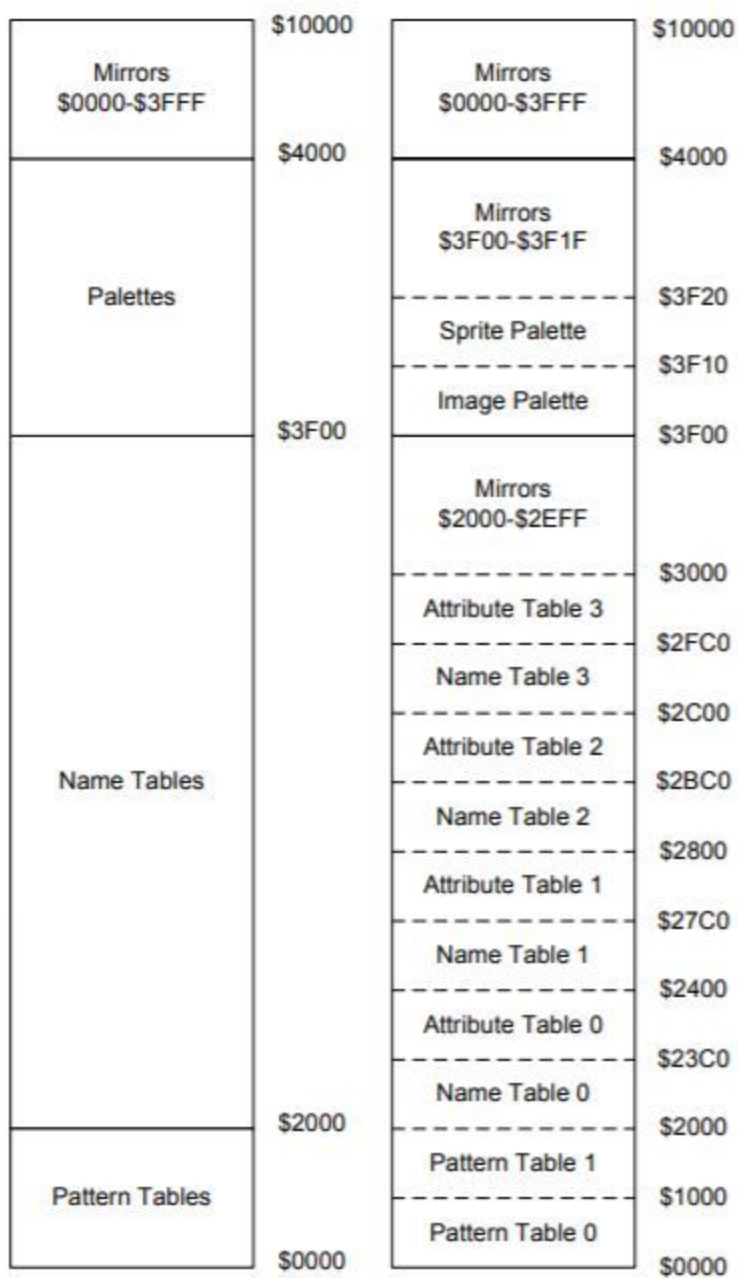 $10000
Mirrors
$0000-$3FFF
$4000
Palettes
$3F00
Name Tables
$2000
Pattern Tables
$0000
$10000
Mirrors
$0000-$3FFF
$4000
Mirrors
$3F00-$3F1F
$3F20
Sprite Palette
$3F10
Image Palette
$3F00
Mirrors
$2000-$2EFF
$3000
Attribute Table 3
$2FC0
Name Table 3
$2C00
Attribute Table 2
$2BC0
Name Table 2
$2800
Attribute Table 1
$27C0
Name Table 1
$2400
Attribute Table 0
$23C0
Name Table 0
$2000
Pattern Table 1
$1000
Pattern Table 0
$0000